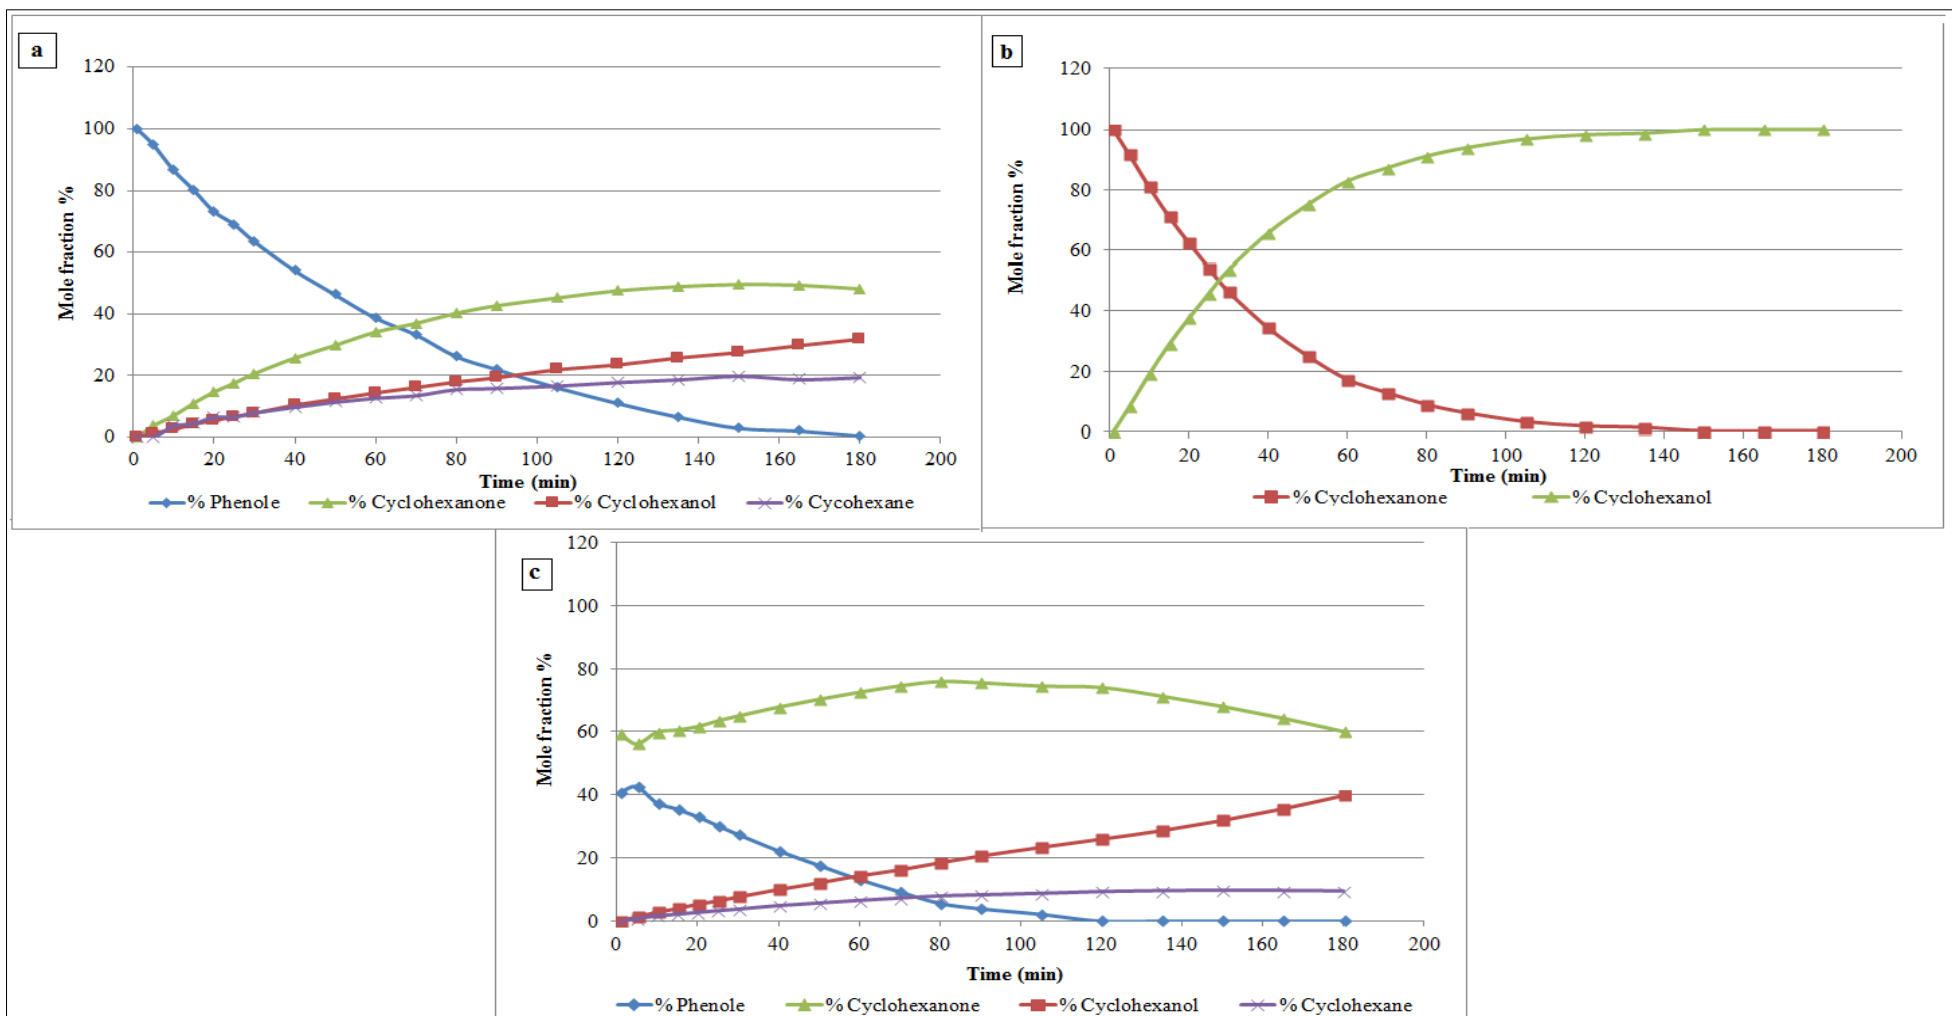 a
120
100
80
60
40
20
0
Mole fraction %
0 20 40 60 80 100 120 140 160 180 200
Time (min)
% Phenole % Cyclohexanone % Cyclohexanol % Cycohexane
b
120
100
80
60
40
20
0
Mole fraction %
0 20 40 60 80 100 120 140 160 180 200
Time (min)
% Cyclohexanone % Cyclohexanol
c
120
100
80
60
40
20
0
Mole fraction %
0 20 40 60 80 100 120 140 160 180 200
Time (min)
% Phenole % Cyclohexanone % Cyclohexanol % Cyclohexane